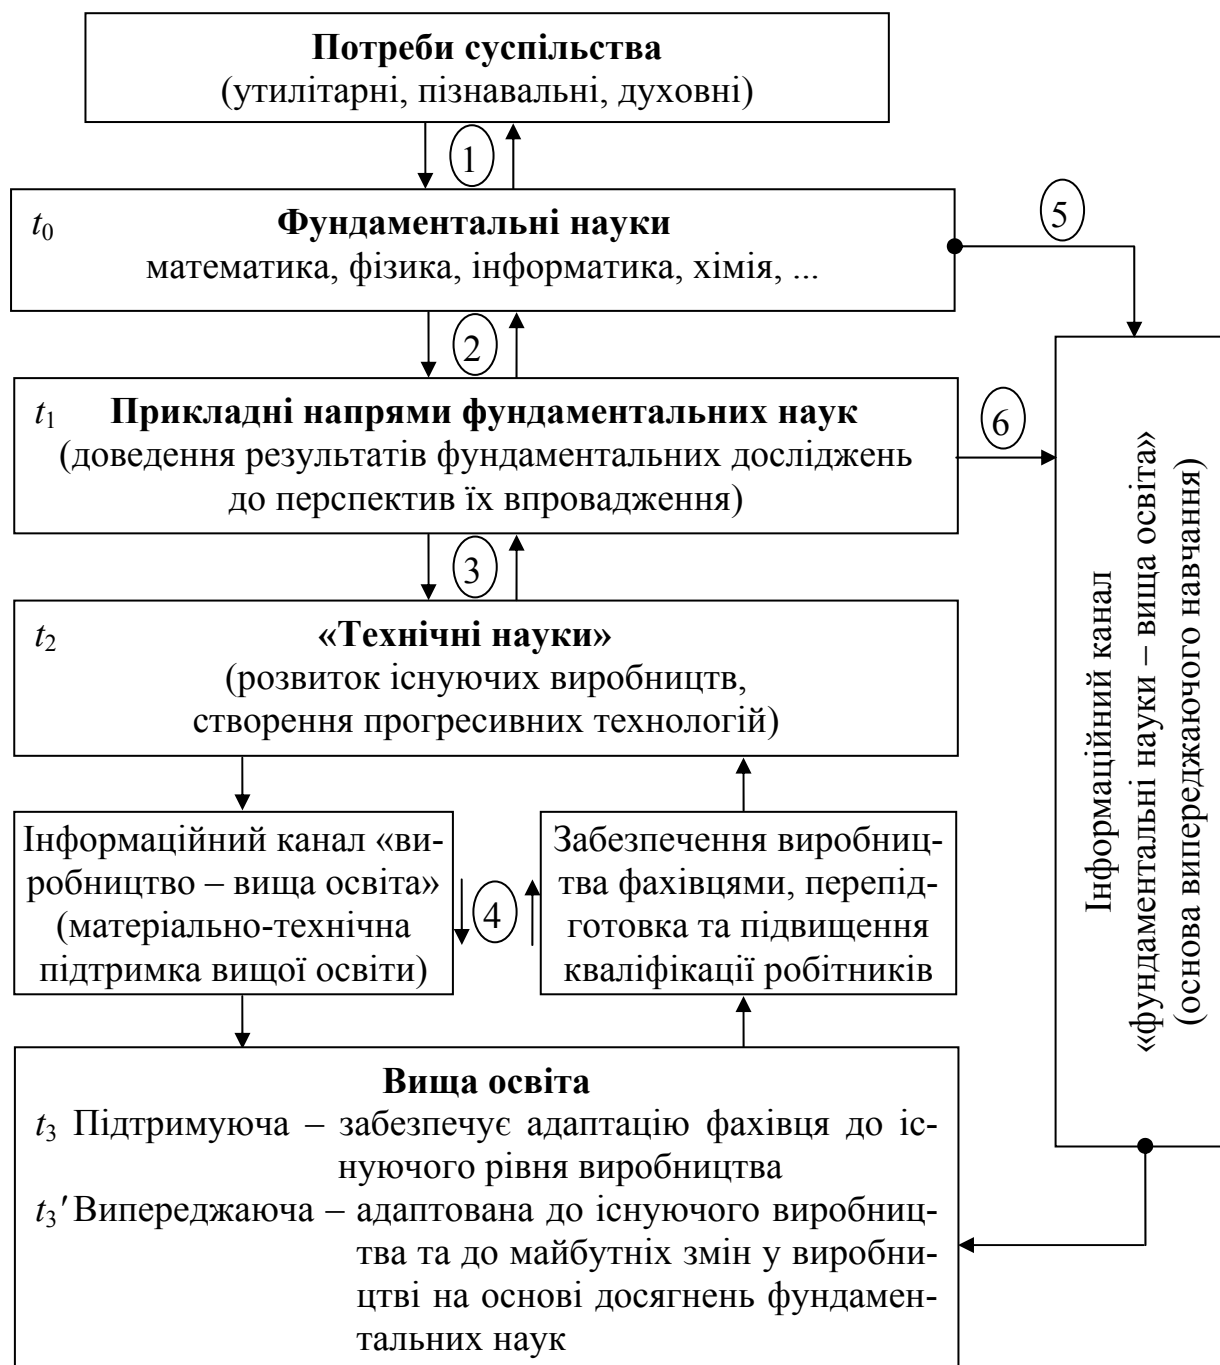 Потреби суспільства
(утилітарні, пізнавальні, духовні)
1
t₀ Фундаментальні науки
математика, фізика, інформатика, хімія, ...
5
2
t₁ Прикладні напрями фундаментальних наук
(доведення результатів фундаментальних досліджень
до перспектив їх впровадження)
6
3
t₂ «Технічні науки»
(розвиток існуючих виробництв,
створення прогресивних технологій)
Інформаційний канал «ви-
робництво – вища освіта»
(матеріально-технічна
підтримка вищої освіти)
4
Забезпечення виробниц-
тва фахівцями, перепід-
готовка та підвищення
кваліфікації робітників
Інформаційний канал
«фундаментальні науки – вища освіта»
(основа випереджаючого навчання)
Вища освіта
t₃ Підтримуюча – забезпечує адаптацію фахівця до іс-
нуючого рівня виробництва
t₃′ Випереджаюча – адаптована до існуючого виробниц-
тва та до майбутніх змін у виробни-
цтві на основі досягнень фундамен-
тальних наук